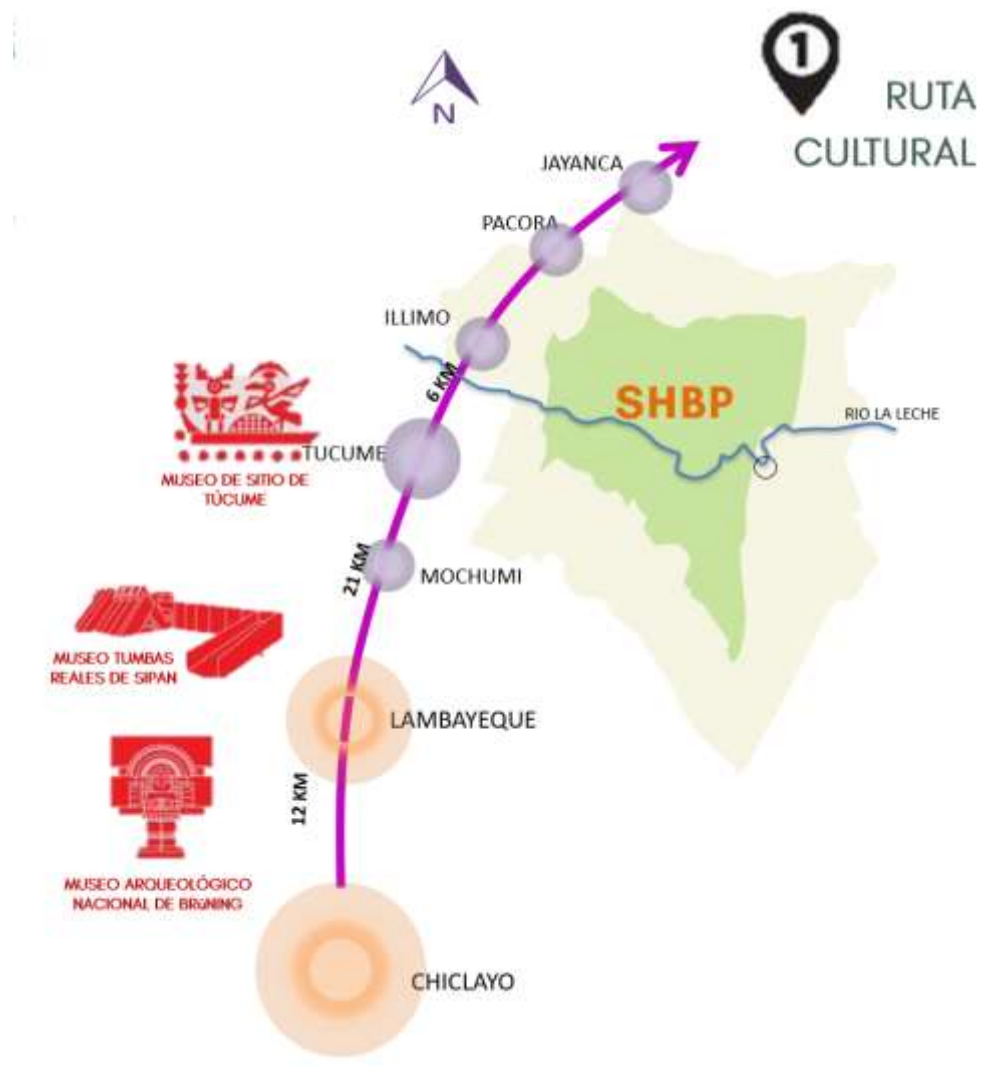 1
RUTA
CULTURAL
N
JAYANCA
PACORA
ILLIMO
6 KM
SHBP
RIO LA LECHE
TUCUME
MUSEO DE SITIO DE
TÚCUME
21 KM
MOCHUMI
MUSEO TUMBAS
REALES DE SIPAN
LAMBAYEQUE
12 KM
MUSEO ARQUEOLÓGICO
NACIONAL DE BRüNING
CHICLAYO